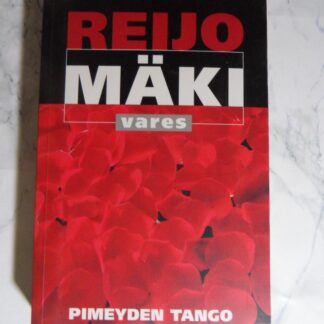 REIJO
MÄKI
vares
PIMEYDEN TANGO